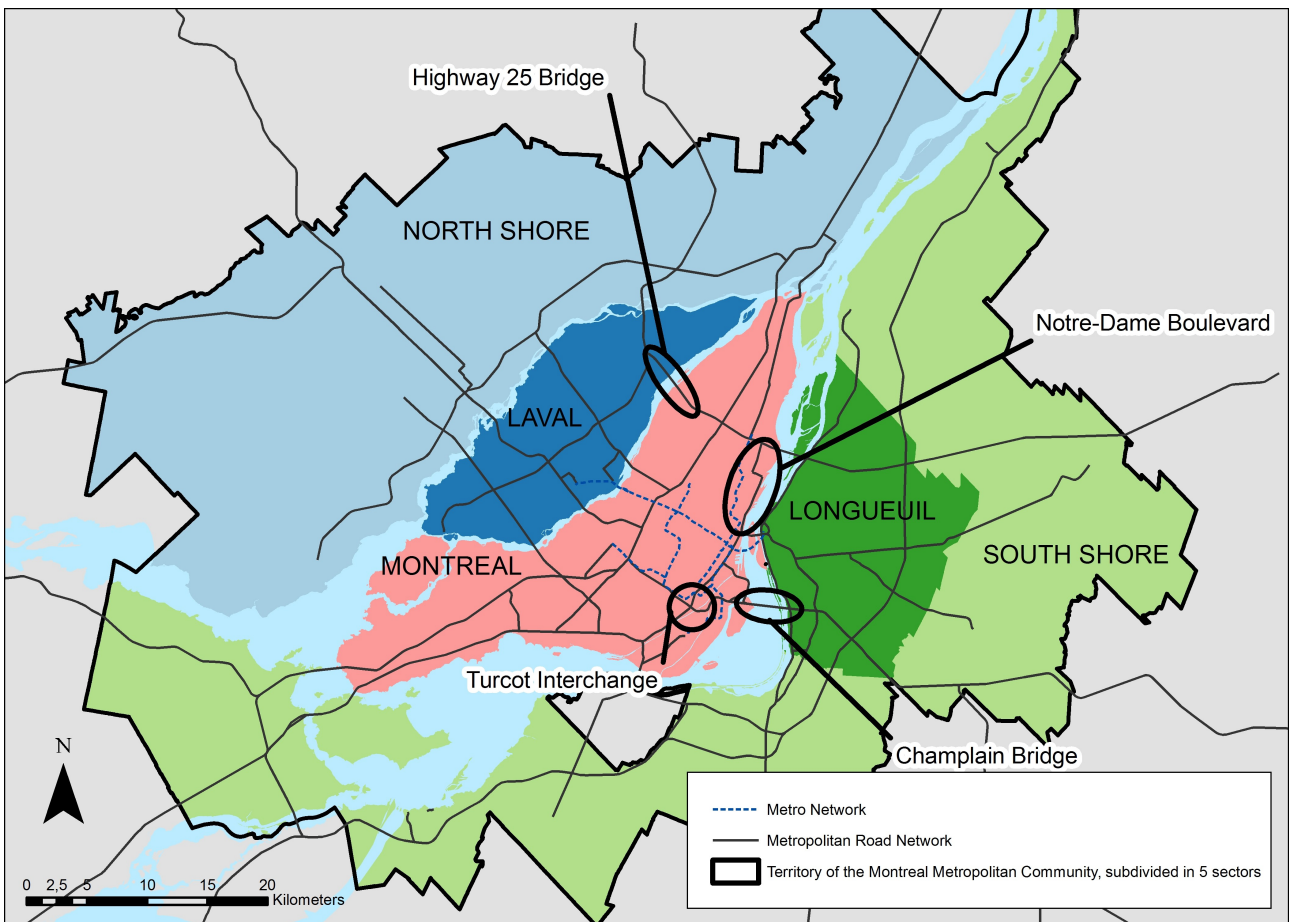 Highway 25 Bridge
NORTH SHORE
Notre-Dame Boulevard
LAVAL
LONGUEUIL
SOUTH SHORE
MONTREAL
Turcot Interchange
Champlain Bridge
N
0 2,5 5 10 15 20
Kilometers
Metro Network
Metropolitan Road Network
Territory of the Montreal Metropolitan Community, subdivided in 5 sectors